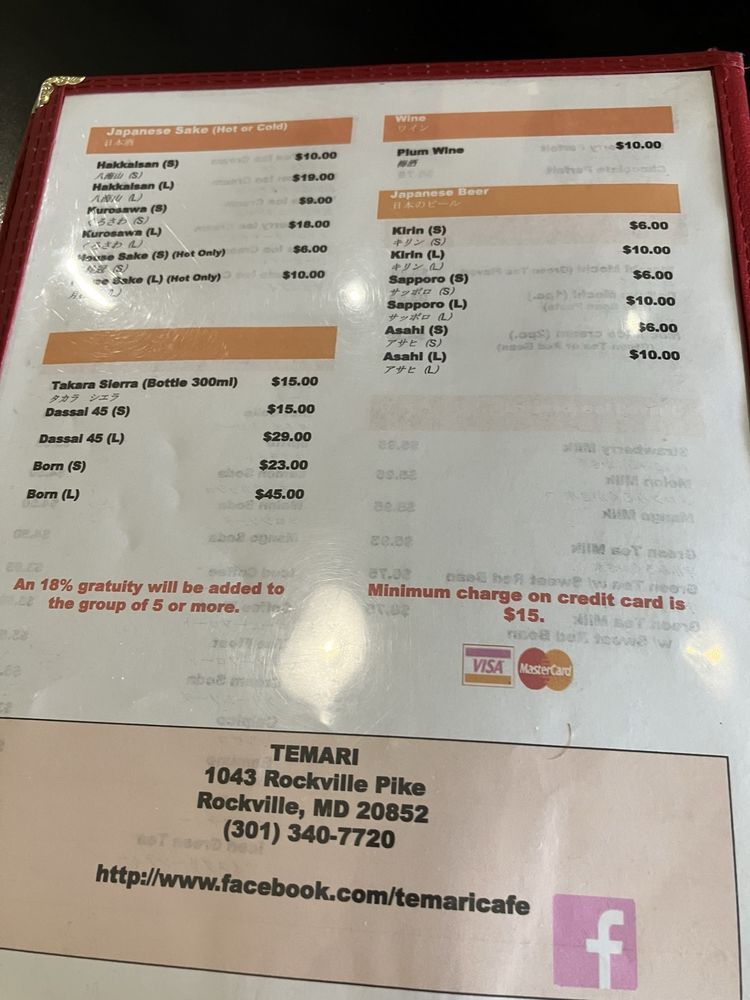 Japanese Sake (Hot or Cold)
日本酒
Hakkaisan (S) $10.00
八海山 (S)
Hakkaisan (L) $19.00
八海山 (L)
Kurosawa (S) $9.00
くろさわ (S)
Kurosawa (L) $18.00
くろさわ (L)
House Sake (S) (Hot Only) $6.00
(S)
Sake (L) (Hot Only) $10.00
(L)
Takara Sierra (Bottle 300ml) $15.00
タカラ シエラ
Dassai 45 (S) $15.00
Dassai 45 (L) $29.00
Born (S) $23.00
Born (L) $45.00
An 18% gratuity will be added to
the group of 5 or more.
Wine
ワイン
Plum Wine $10.00
梅酒
Japanese Beer
日本のビール
Kirin (S) $6.00
キリン (S)
Kirin (L) $10.00
キリン (L)
Sapporo (S) $6.00
サッポロ (S)
Sapporo (L) $10.00
サッポロ (L)
Asahi (S) $6.00
アサヒ (S)
Asahi (L) $10.00
アサヒ (L)
Minimum charge on credit card is
$15.
VISA MasterCard
TEMARI
1043 Rockville Pike
Rockville, MD 20852
(301) 340-7720
http://www.facebook.com/temaricafe
f